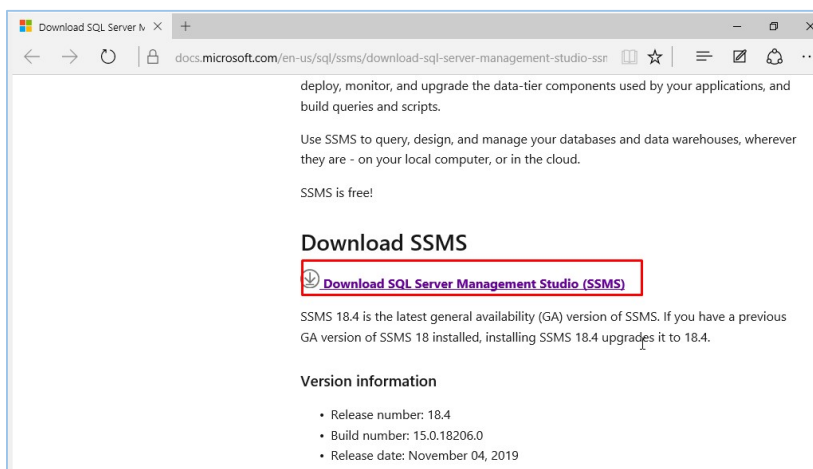 Download SQL Server M
docs.microsoft.com/en-us/sql/ssms/download-sql-server-management-studio-ssr
deploy, monitor, and upgrade the data-tier components used by your applications, and
build queries and scripts.
Use SSMS to query, design, and manage your databases and data warehouses, wherever
they are - on your local computer, or in the cloud.
SSMS is free!
Download SSMS
Download SQL Server Management Studio (SSMS)
SSMS 18.4 is the latest general availability (GA) version of SSMS. If you have a previous
GA version of SSMS 18 installed, installing SSMS 18.4 upgrades it to 18.4.
Version information
• Release number: 18.4
• Build number: 15.0.18206.0
• Release date: November 04, 2019